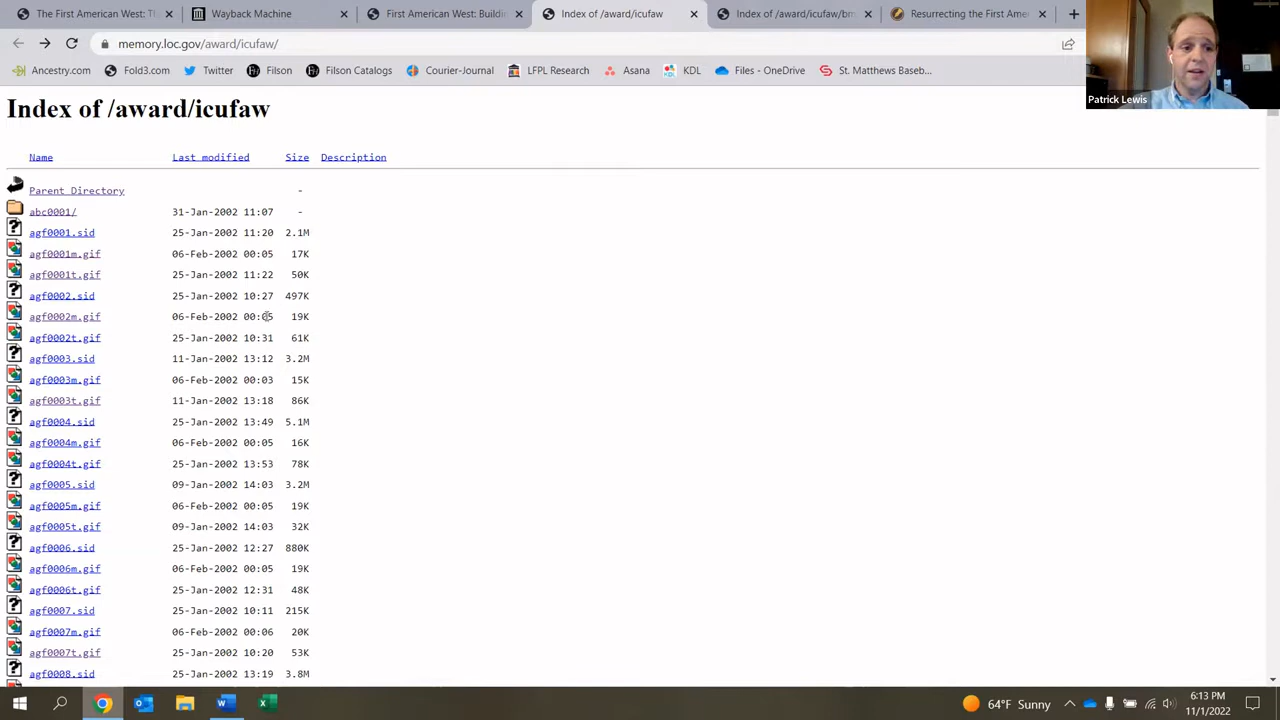 The First American West: Th
Wayback Machine
First American West: Buildi
Index of /award/icufaw
Index of /award/icufaw/bm
Resurrecting the First Ame
memory.loc.gov/award/icufaw/
Ancestry.com Fold3.com Twitter Filson Filson Catalog Courier-Journal LFPL Research Asana KDL Files - OneDrive St. Matthews Baseb...
Patrick Lewis
Index of /award/icufaw
Name Last modified Size Description
Parent Directory -
abc0001/ 31-Jan-2002 11:07 -
agf0001.sid 25-Jan-2002 11:20 2.1M
agf0001m.gif 06-Feb-2002 00:05 17K
agf0001t.gif 25-Jan-2002 11:22 50K
agf0002.sid 25-Jan-2002 10:27 497K
agf0002m.gif 06-Feb-2002 00:05 19K
agf0002t.gif 25-Jan-2002 10:31 61K
agf0003.sid 11-Jan-2002 13:12 3.2M
agf0003m.gif 06-Feb-2002 00:03 15K
agf0003t.gif 11-Jan-2002 13:18 86K
agf0004.sid 25-Jan-2002 13:49 5.1M
agf0004m.gif 06-Feb-2002 00:05 16K
agf0004t.gif 25-Jan-2002 13:53 78K
agf0005.sid 09-Jan-2002 14:03 3.2M
agf0005m.gif 06-Feb-2002 00:05 19K
agf0005t.gif 09-Jan-2002 14:03 32K
agf0006.sid 25-Jan-2002 12:27 880K
agf0006m.gif 06-Feb-2002 00:05 19K
agf0006t.gif 25-Jan-2002 12:31 48K
agf0007.sid 25-Jan-2002 10:11 215K
agf0007m.gif 06-Feb-2002 00:06 20K
agf0007t.gif 25-Jan-2002 10:20 53K
agf0008.sid 25-Jan-2002 13:19 3.8M
64°F Sunny
6:13 PM
11/1/2022